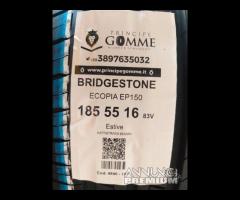 PRINCIPE
GOMME
3897635032
www.principegomme.it
BRIDGESTONE
ECOPIA EP150
185 55 16 83V
Estive
ANNUNCI
PREMIUM